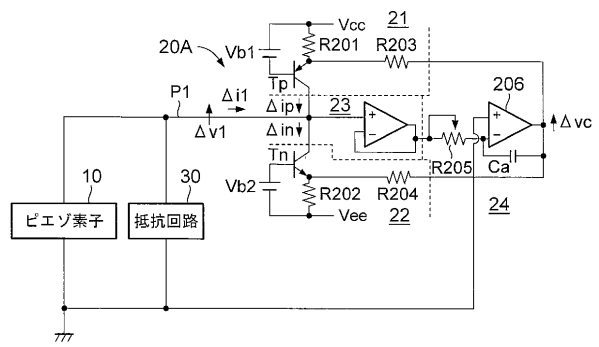 20A
Vb1
Vcc
21
R201
R203
Tp
P1
Δi1
Δv1
Δip
Δin
23
+
−
206
+
−
Δvc
R205
Ca
Tn
Vb2
R202
R204
Vee
22
24
10
30
ピエゾ素子
抵抗回路